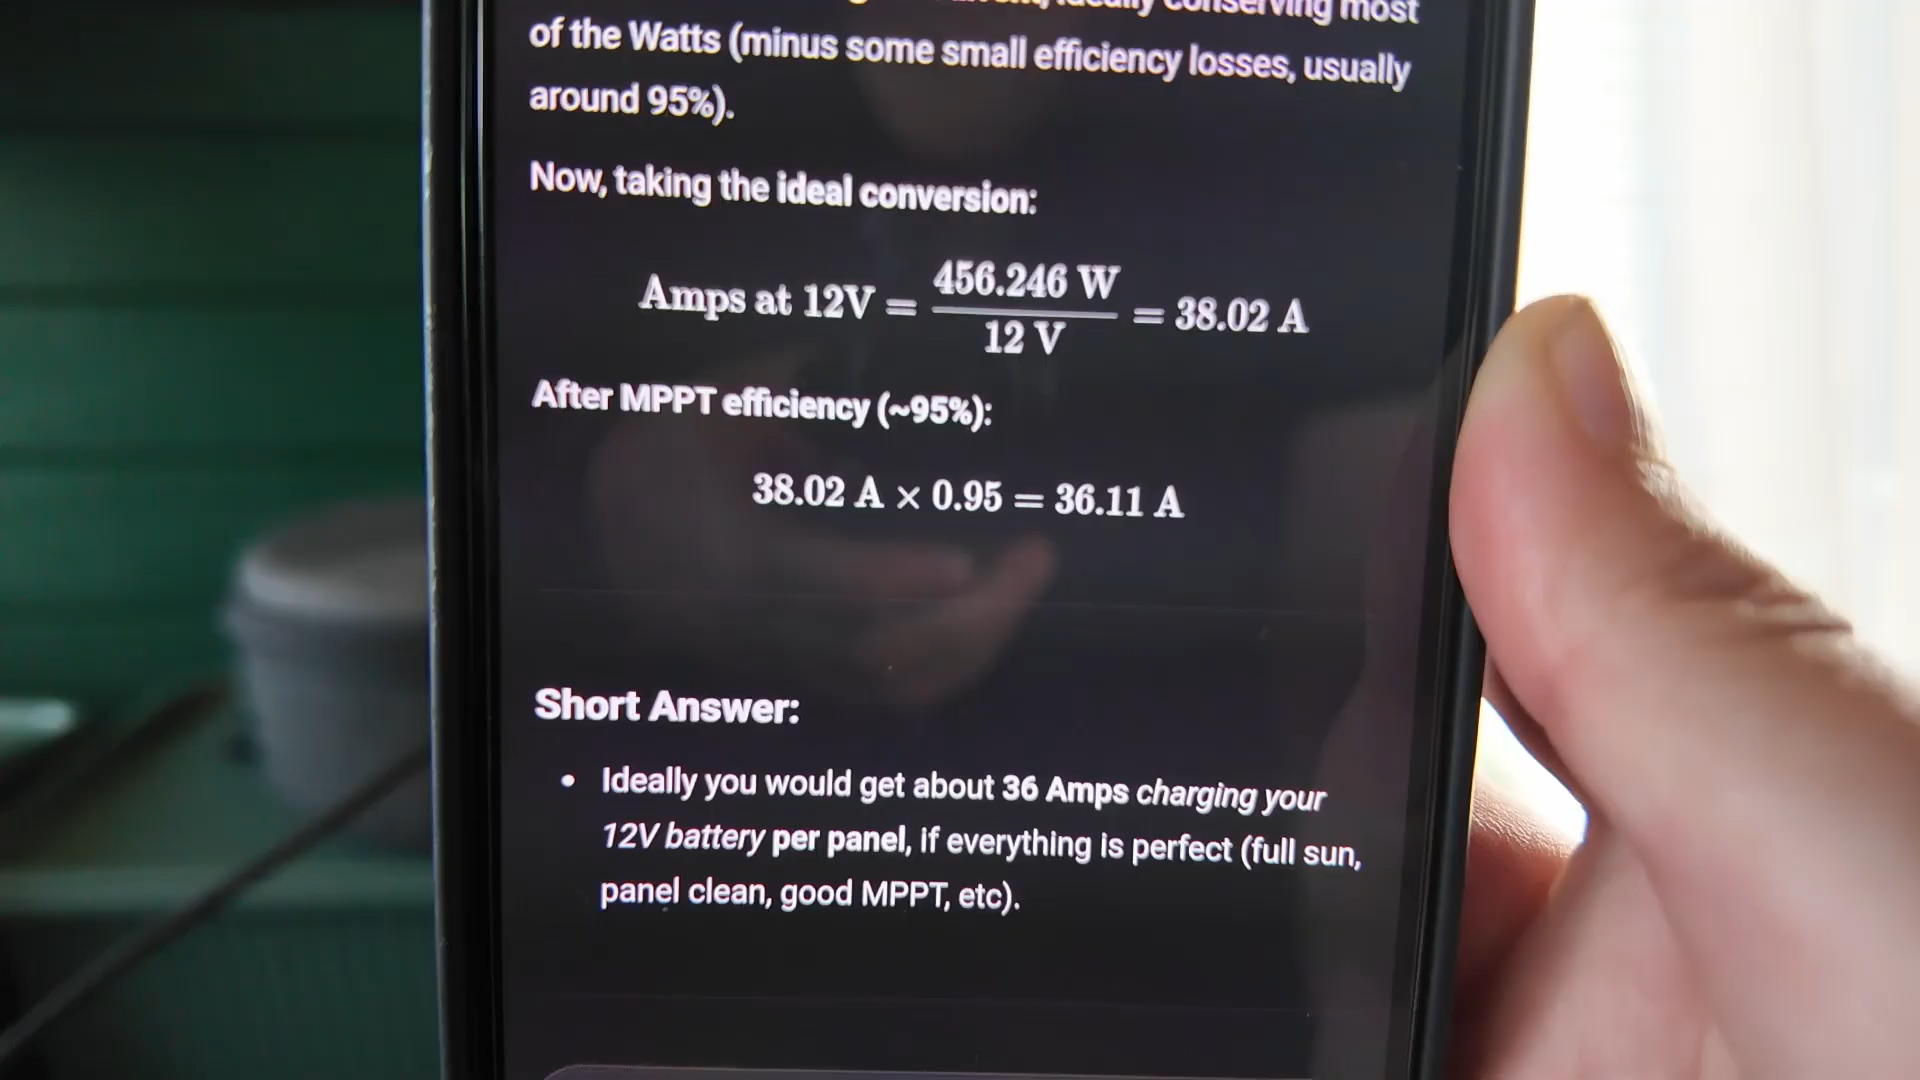 conserving most
of the Watts (minus some small efficiency losses, usually
around 95%).
Now, taking the ideal conversion:
Amps at 12V = 456.246 W / 12 V = 38.02 A
After MPPT efficiency (~95%):
38.02 A × 0.95 = 36.11 A
Short Answer:
• Ideally you would get about 36 Amps charging your
12V battery per panel, if everything is perfect (full sun,
panel clean, good MPPT, etc).